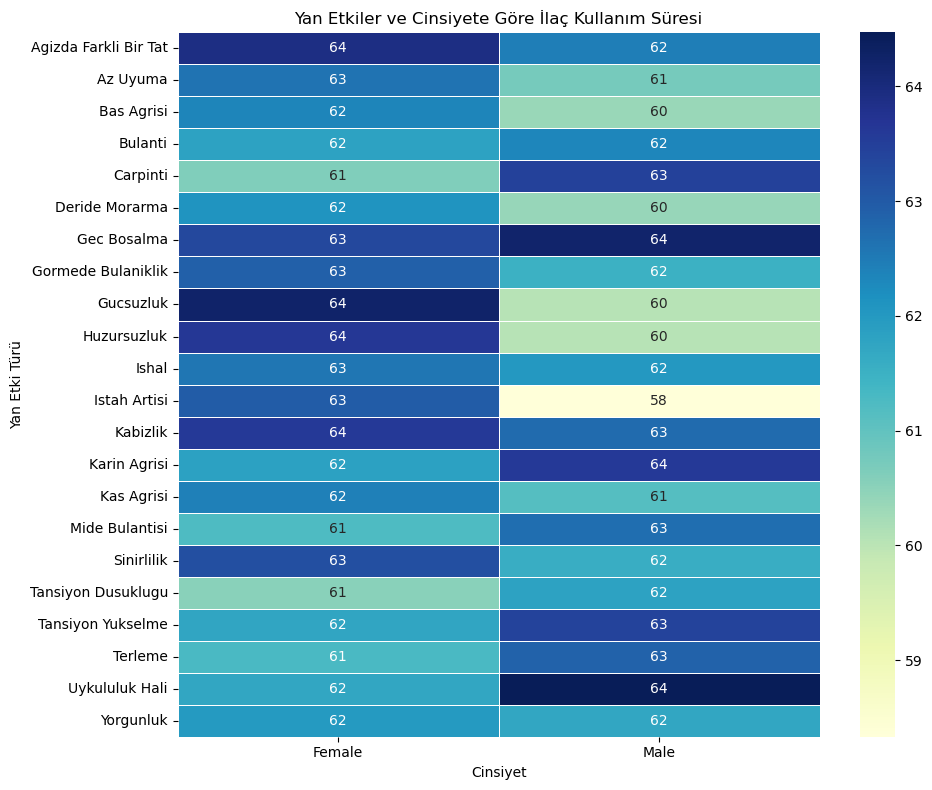 Yan Etkiler ve Cinsiyete Göre İlaç Kullanım Süresi
Yan Etki Türü
Agizda Farkli Bir Tat 64 62
Az Uyuma 63 61
Bas Agrisi 62 60
Bulanti 62 62
Carpinti 61 63
Deride Morarma 62 60
Gec Bosalma 63 64
Gormede Bulaniklik 63 62
Gucsuzluk 64 60
Huzursuzluk 64 60
Ishal 63 62
Istah Artisi 63 58
Kabizlik 64 63
Karin Agrisi 62 64
Kas Agrisi 62 61
Mide Bulantisi 61 63
Sinirlilik 63 62
Tansiyon Dusuklugu 61 62
Tansiyon Yukselme 62 63
Terleme 61 63
Uykululuk Hali 62 64
Yorgunluk 62 62
Female Male
Cinsiyet
64
63
62
61
60
59